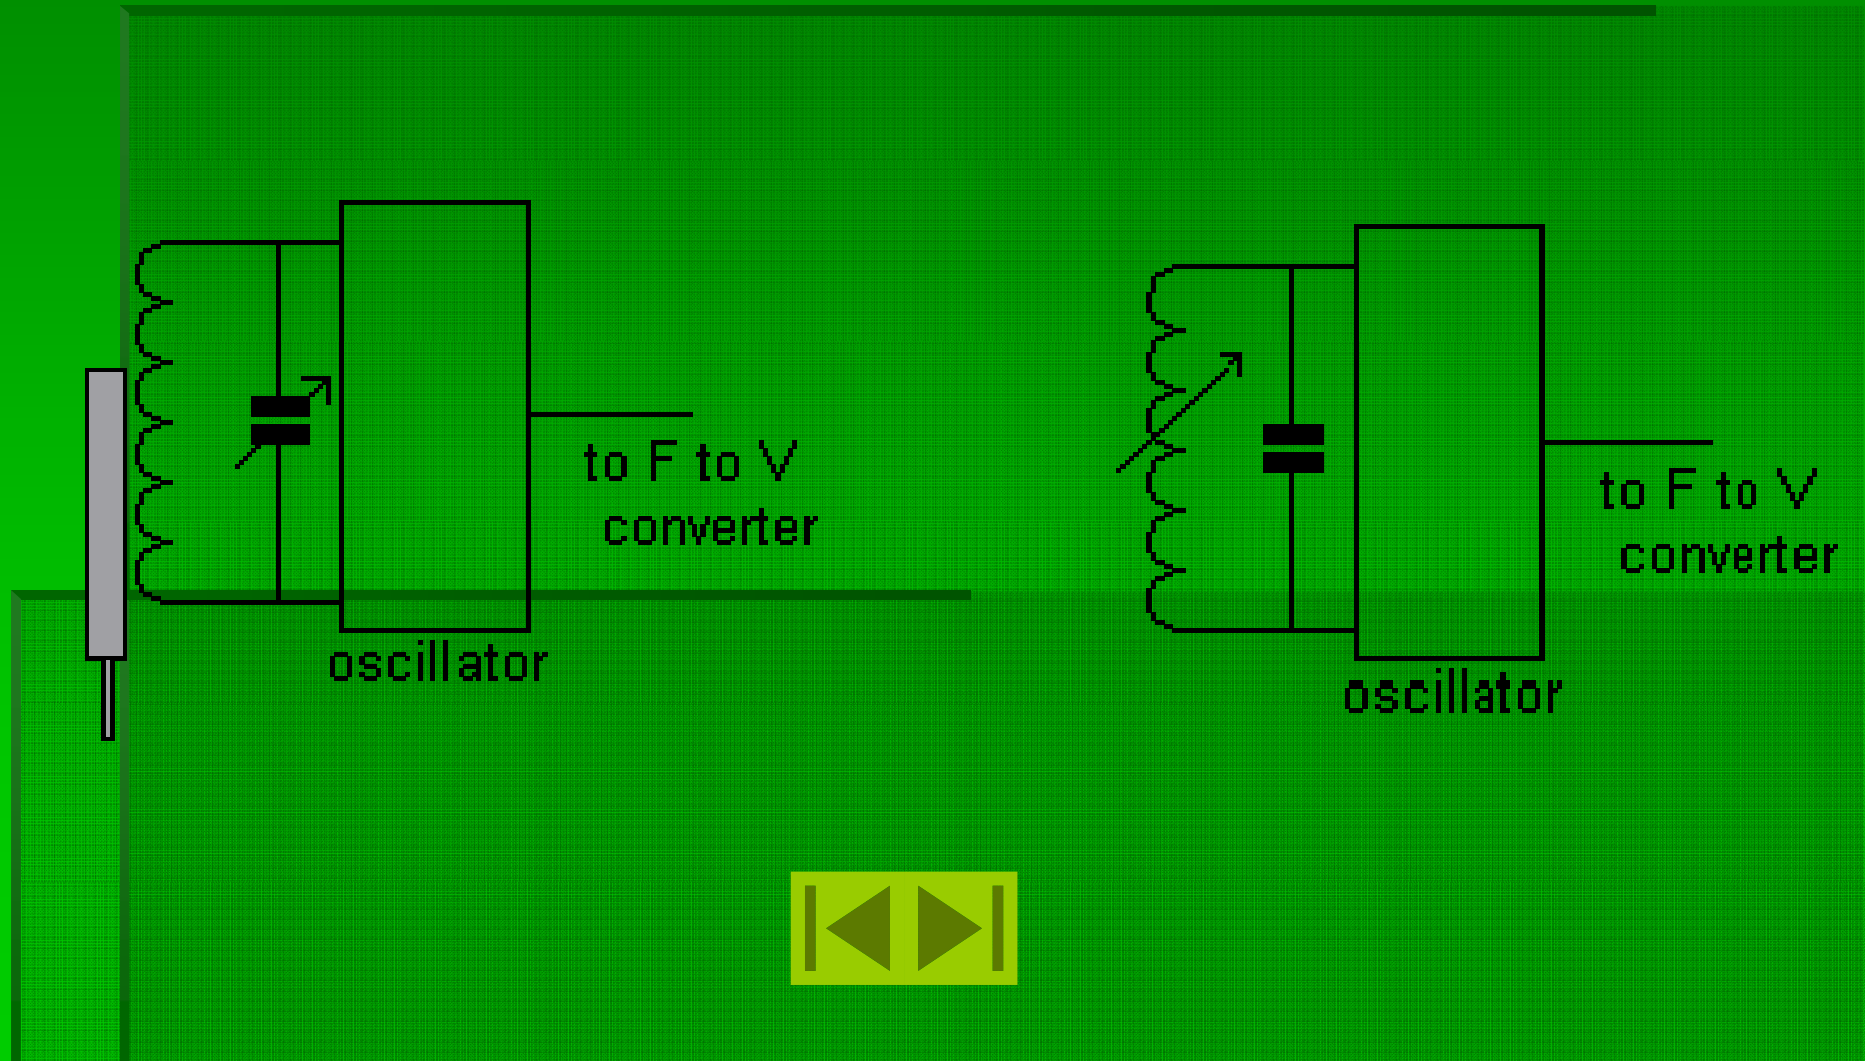 to F to V
converter
oscillator
to F to V
converter
oscillator